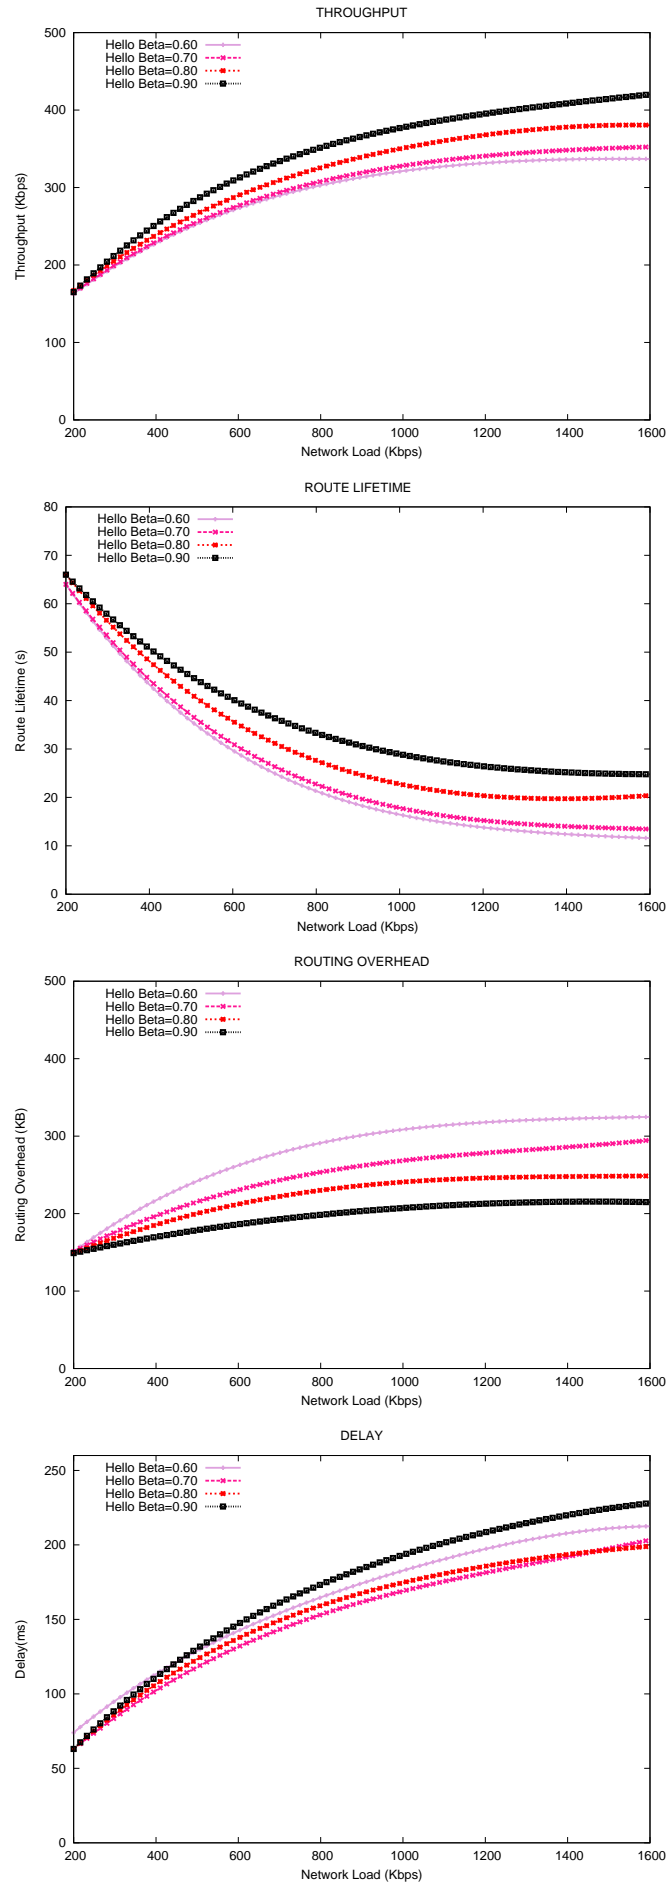 THROUGHPUT
500
400
300
200
100
0
Throughput (Kbps)
Hello Beta=0.60
Hello Beta=0.70
Hello Beta=0.80
Hello Beta=0.90
200 400 600 800 1000 1200 1400 1600
Network Load (Kbps)
ROUTE LIFETIME
80
70
60
50
40
30
20
10
0
Route Lifetime (s)
Hello Beta=0.60
Hello Beta=0.70
Hello Beta=0.80
Hello Beta=0.90
200 400 600 800 1000 1200 1400 1600
Network Load (Kbps)
ROUTING OVERHEAD
500
400
300
200
100
0
Routing Overhead (KB)
Hello Beta=0.60
Hello Beta=0.70
Hello Beta=0.80
Hello Beta=0.90
200 400 600 800 1000 1200 1400 1600
Network Load (Kbps)
DELAY
250
200
150
100
50
0
Delay(ms)
Hello Beta=0.60
Hello Beta=0.70
Hello Beta=0.80
Hello Beta=0.90
200 400 600 800 1000 1200 1400 1600
Network Load (Kbps)